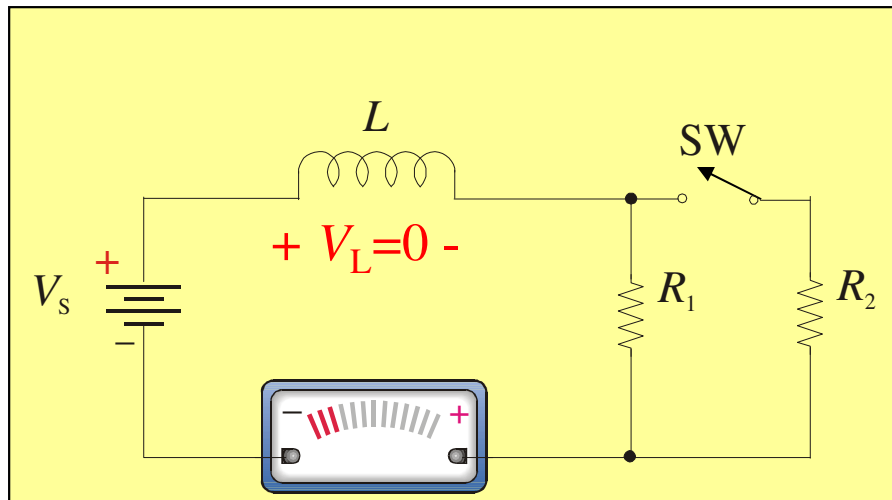 L
SW
+ V_L=0 -
+
V_S
−
R_1
R_2
− +